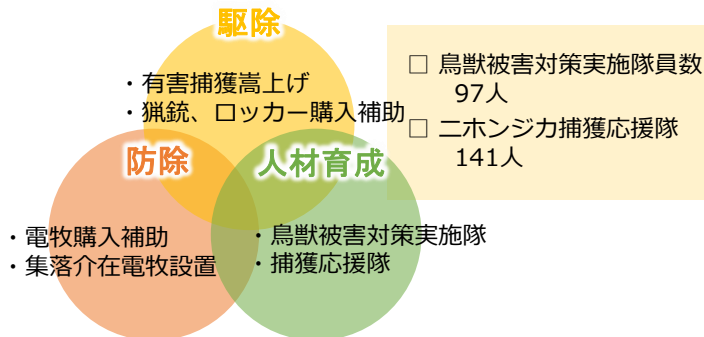 駆除
・有害捕獲嵩上げ
・猟銃、ロッカー購入補助
防除
・電牧購入補助
・集落介在電牧設置
人材育成
・鳥獣被害対策実施隊
・捕獲応援隊
□ 鳥獣被害対策実施隊員数
97人
□ ニホンジカ捕獲応援隊
141人